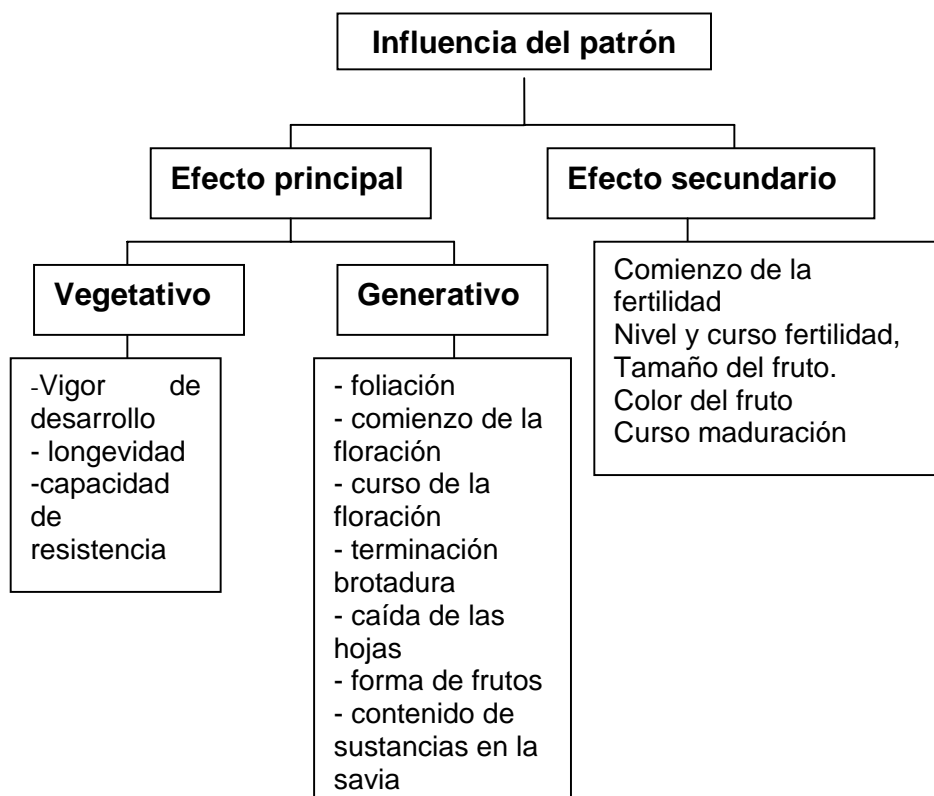 Influencia del patrón
Efecto principal
Efecto secundario
Vegetativo
Generativo
Comienzo de la
fertilidad
Nivel y curso fertilidad,
Tamaño del fruto.
Color del fruto
Curso maduración
-Vigor de
desarrollo
- longevidad
-capacidad
de
resistencia
- foliación
- comienzo de la
floración
- curso de la
floración
- terminación
brotadura
- caída de las
hojas
- forma de frutos
- contenido de
sustancias en la
savia